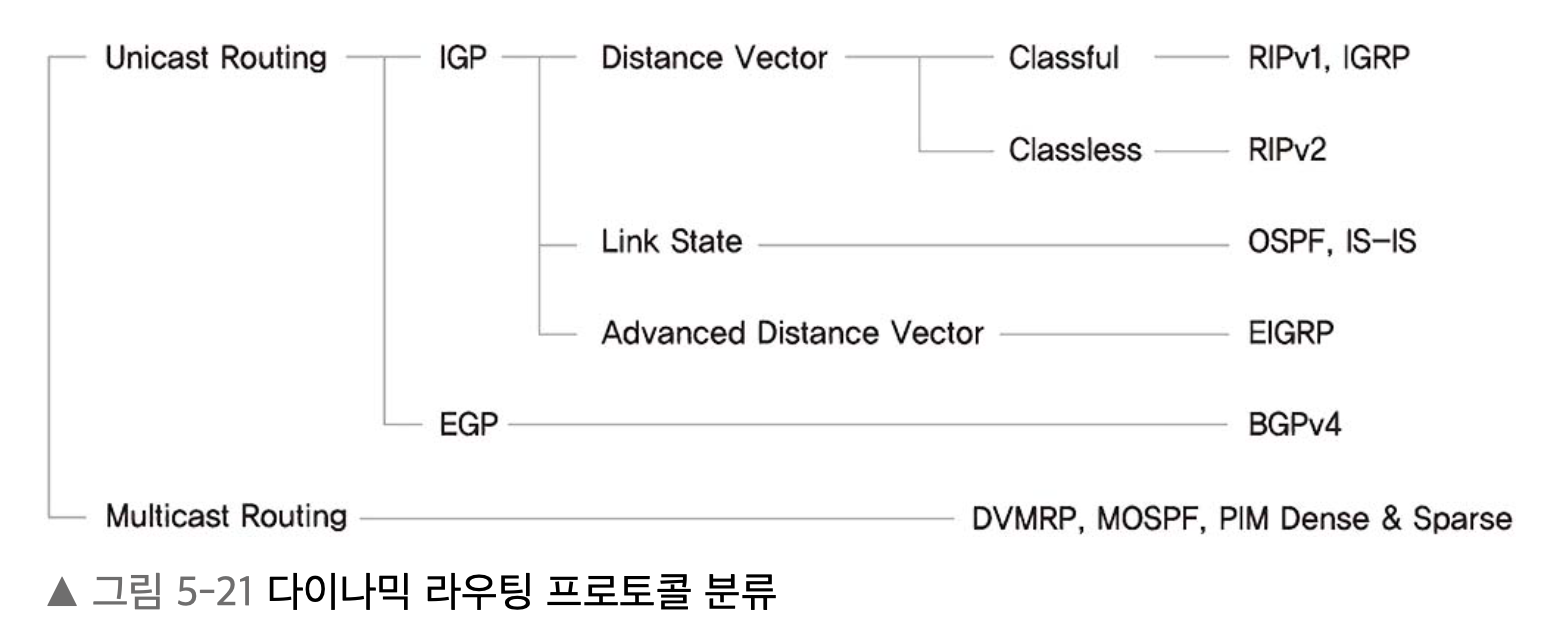 Unicast Routing IGP Distance Vector Classful RIPv1, IGRP
Classless RIPv2
Link State OSPF, IS-IS
Advanced Distance Vector EIGRP
EGP BGPv4
Multicast Routing DVMRP, MOSPF, PIM Dense & Sparse
▲ 그림 5-21 다이나믹 라우팅 프로토콜 분류